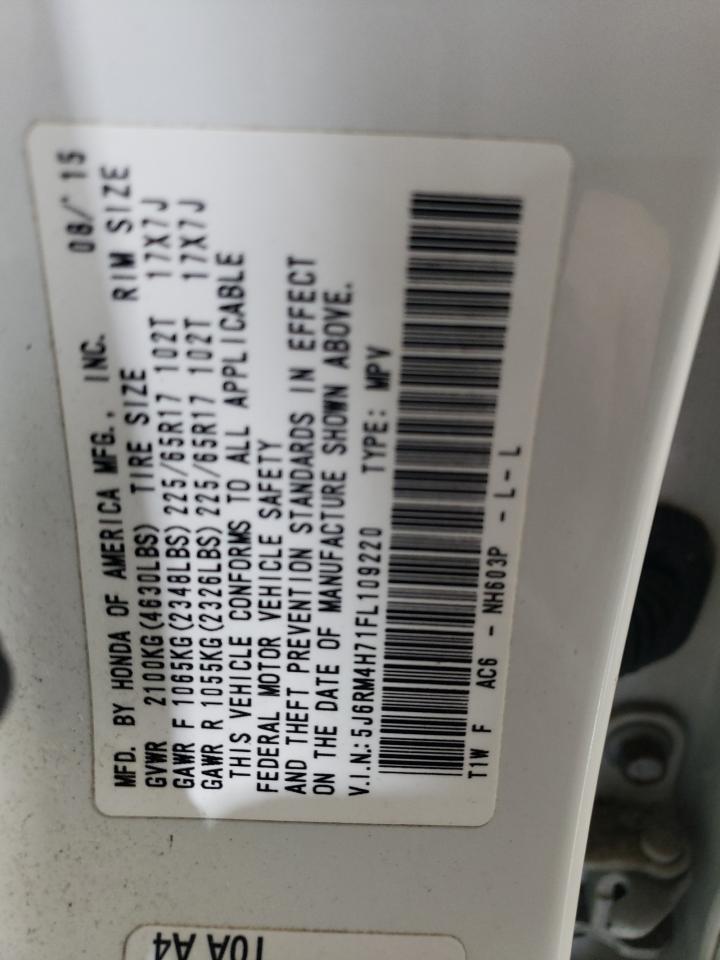 MFD. BY HONDA OF AMERICA MFG., INC. 08/15
GVWR 2100KG(4630LBS) TIRE SIZE RIM SIZE
GAWR F 1065KG(2348LBS) 225/65R17 102T 17X7J
GAWR R 1055KG(2326LBS) 225/65R17 102T 17X7J
THIS VEHICLE CONFORMS TO ALL APPLICABLE
FEDERAL MOTOR VEHICLE SAFETY
AND THEFT PREVENTION STANDARDS IN EFFECT
ON THE DATE OF MANUFACTURE SHOWN ABOVE.
V.I.N.:5J6RM4H71FL109220 TYPE: MPV
T1W F AC6 - NH603P - L- L
T0A A4